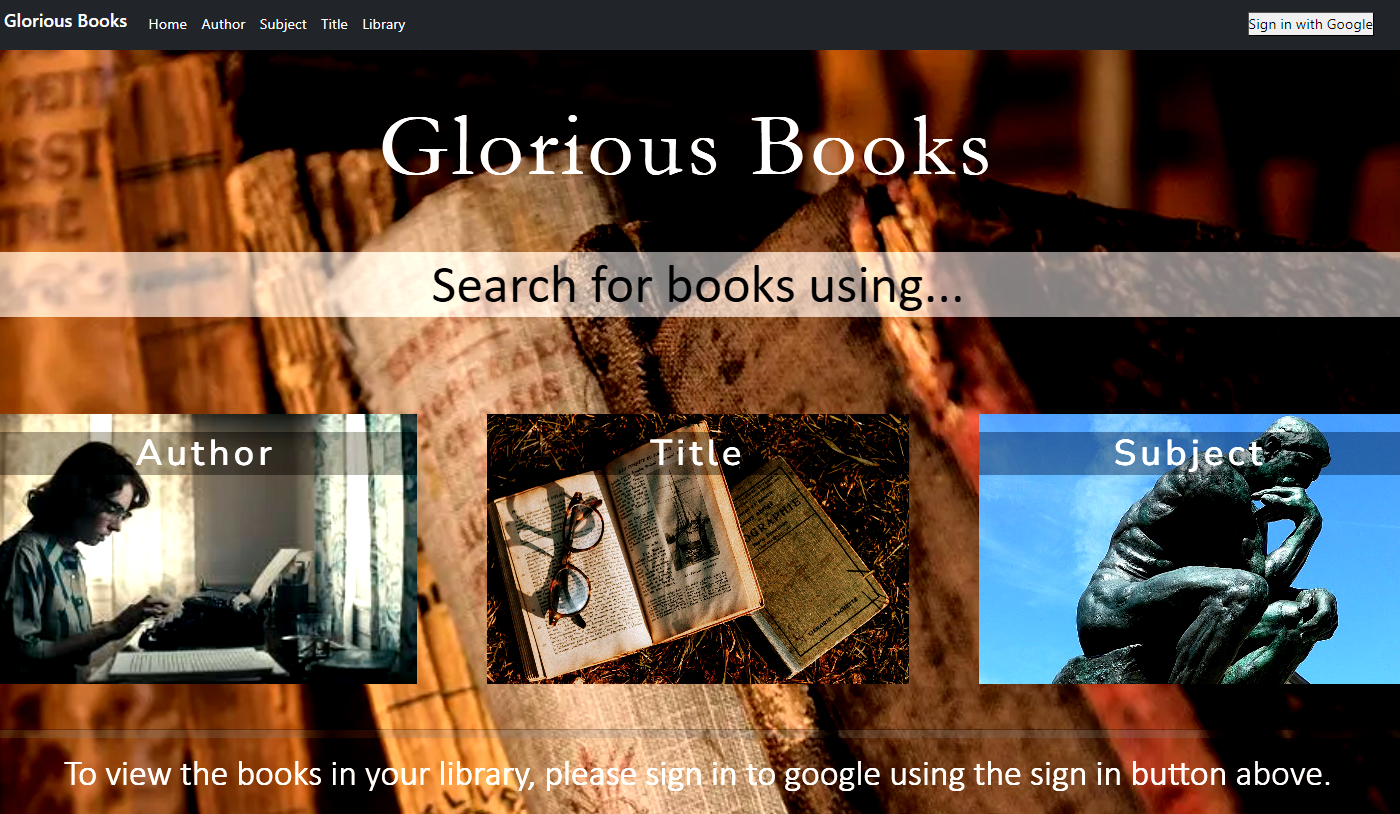 Glorious Books Home Author Subject Title Library Sign in with Google
Glorious Books
Search for books using...
Author Title Subject
To view the books in your library, please sign in to google using the sign in button above.